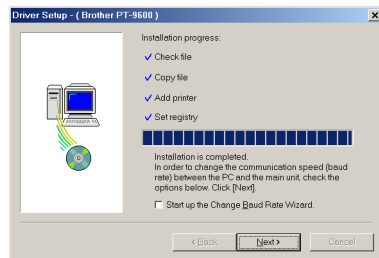 Driver Setup - ( Brother PT-9600 )
Installation progress:
Check file
Copy file
Add printer
Set registry
Installation is completed.
In order to change the communication speed (baud
rate) between the PC and the main unit, check the
options below. Click [Next].
Start up the Change Baud Rate Wizard.
< Back
Next >
Cancel